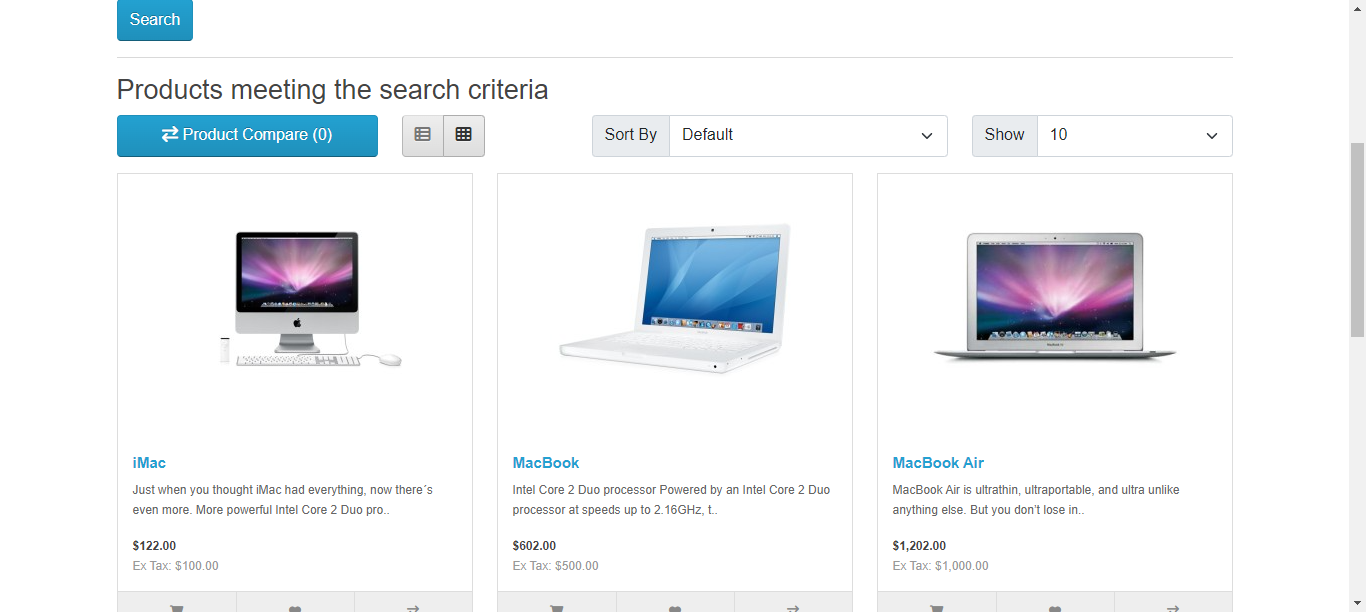 Search
Products meeting the search criteria
Product Compare (0)
Sort By Default
Show 10
iMac
Just when you thought iMac had everything, now there´s
even more. More powerful Intel Core 2 Duo pro..
$122.00
Ex Tax: $100.00
MacBook
Intel Core 2 Duo processor Powered by an Intel Core 2 Duo
processor at speeds up to 2.16GHz, t..
$602.00
Ex Tax: $500.00
MacBook Air
MacBook Air is ultrathin, ultraportable, and ultra unlike
anything else. But you don’t lose in..
$1,202.00
Ex Tax: $1,000.00